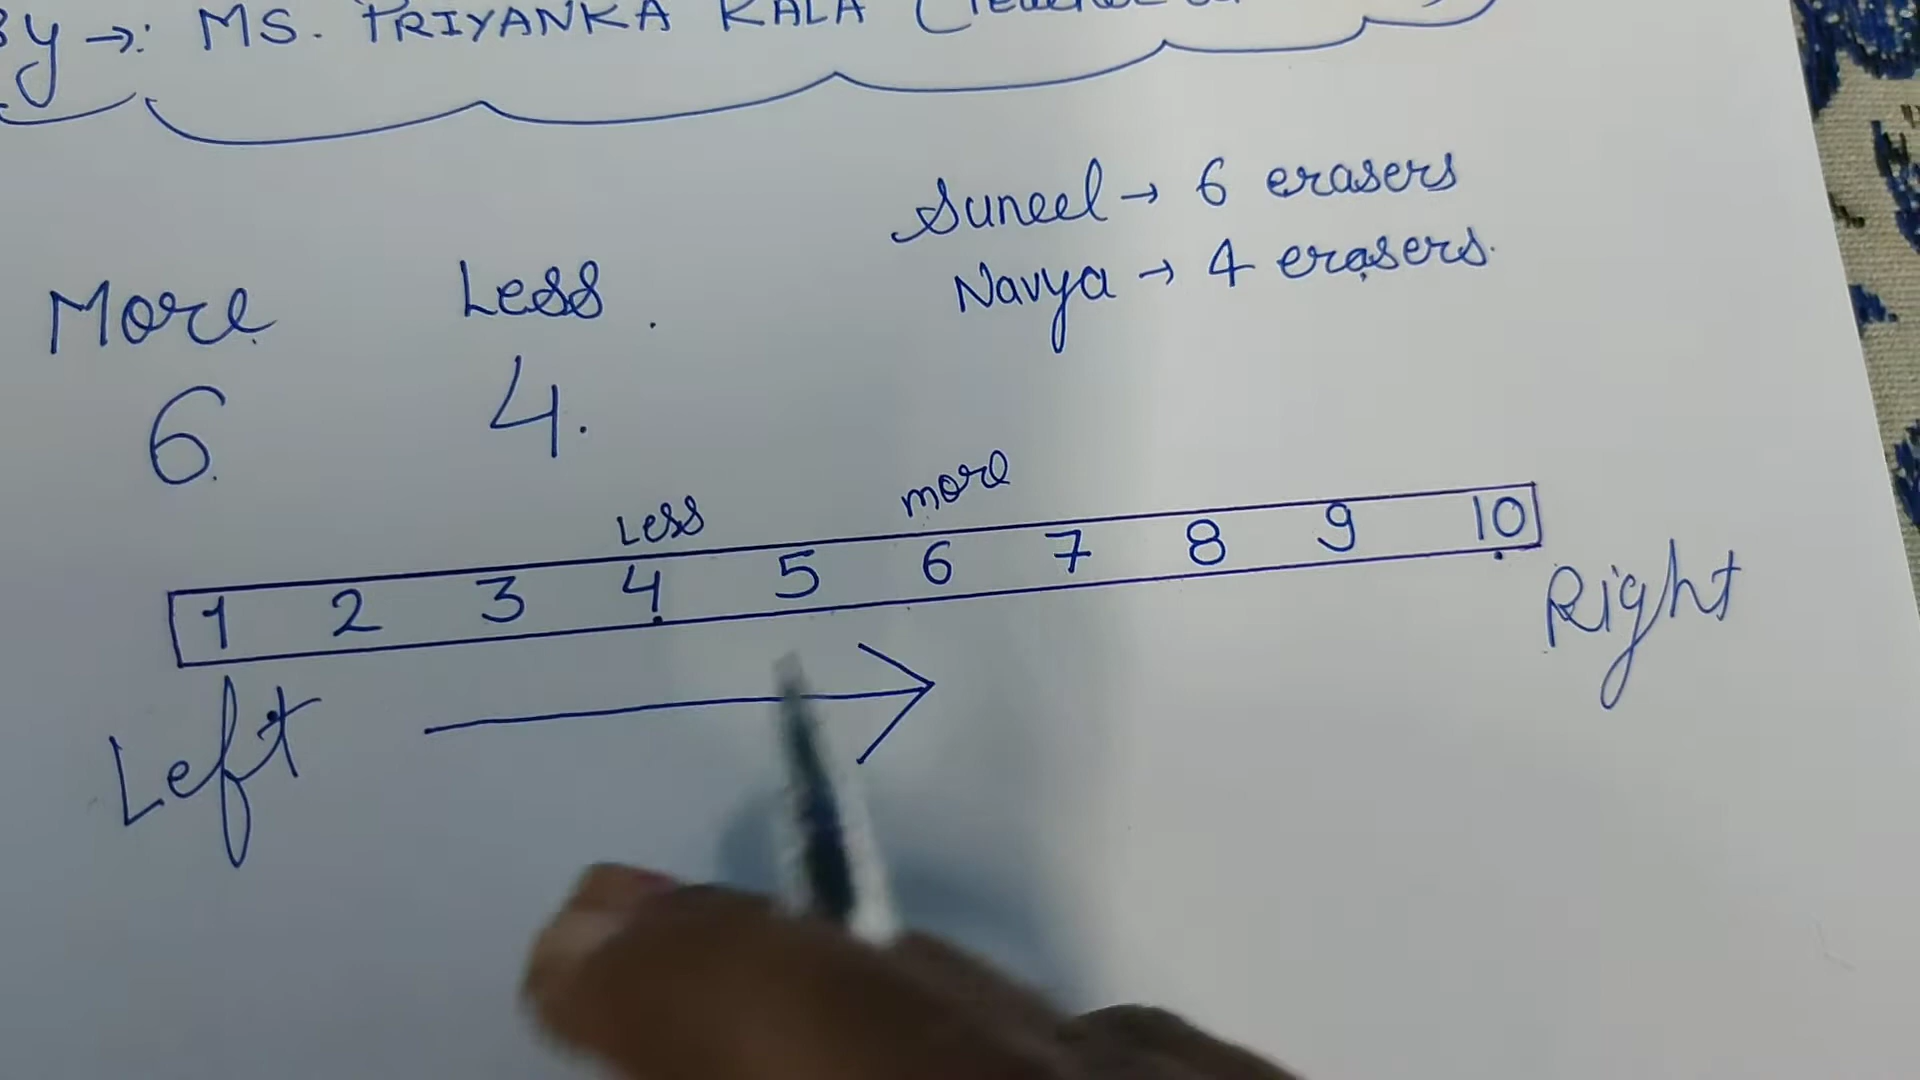 By →: MS. PRIYANKA KALA
Suneel → 6 erasers
Navya → 4 erasers.
More Less
6 4.
Less more
1 2 3 4 5 6 7 8 9 10
Left → Right